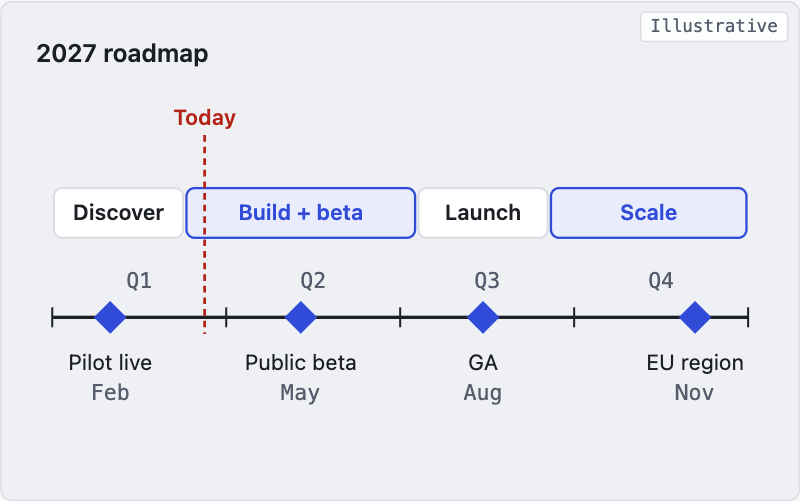 Illustrative
2027 roadmap
Today
Discover
Build + beta
Launch
Scale
Q1
Q2
Q3
Q4
Pilot live
Feb
Public beta
May
GA
Aug
EU region
Nov